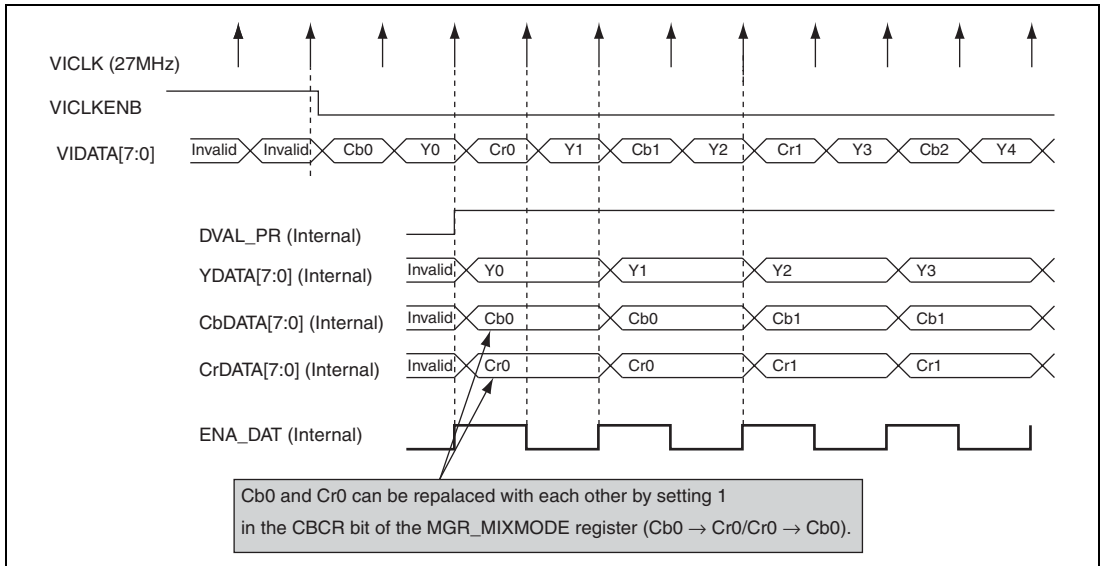 VICLK (27MHz)
VICLKENB
VIDATA[7:0] Invalid Invalid Cb0 Y0 Cr0 Y1 Cb1 Y2 Cr1 Y3 Cb2 Y4
DVAL_PR (Internal)
YDATA[7:0] (Internal) Invalid Y0 Y1 Y2 Y3
CbDATA[7:0] (Internal) Invalid Cb0 Cb0 Cb1 Cb1
CrDATA[7:0] (Internal) Invalid Cr0 Cr0 Cr1 Cr1
ENA_DAT (Internal)
Cb0 and Cr0 can be repalaced with each other by setting 1
in the CBCR bit of the MGR_MIXMODE register (Cb0 → Cr0/Cr0 → Cb0).